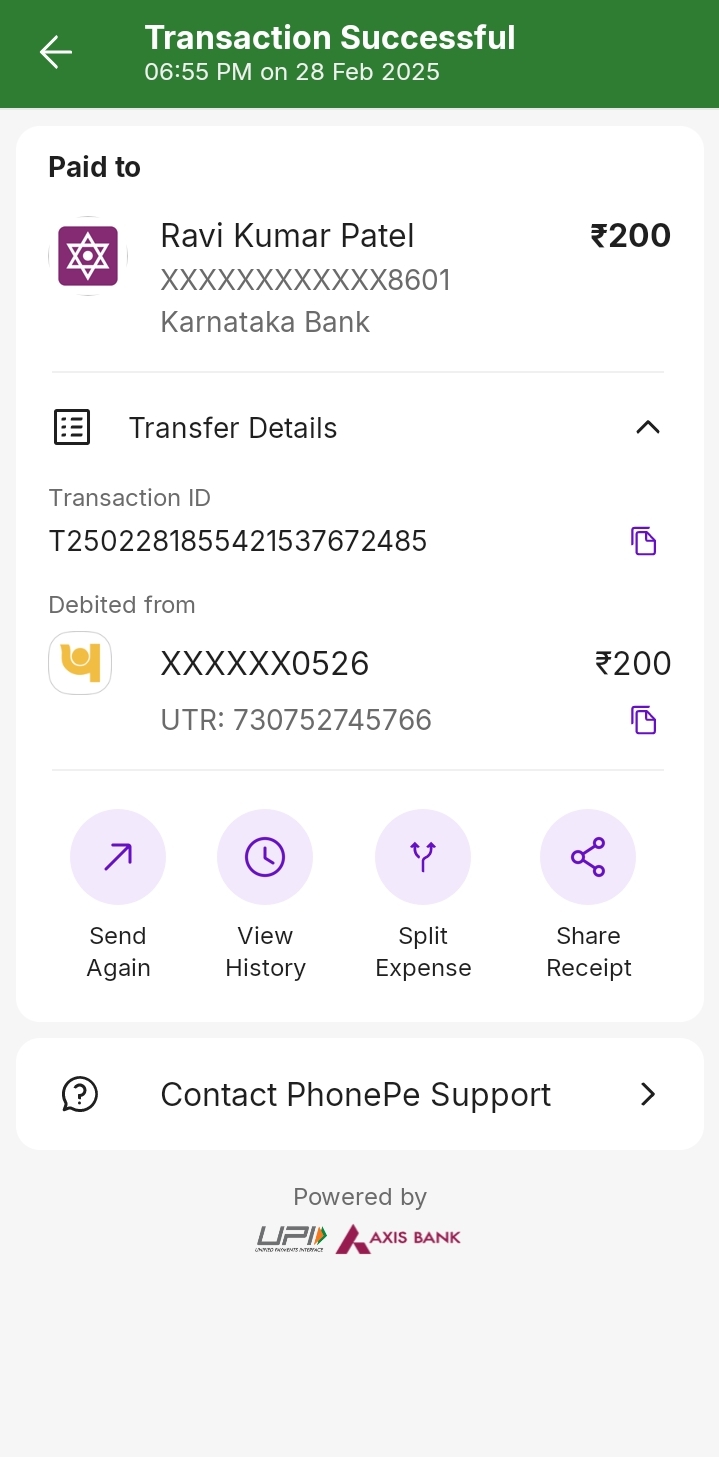 Transaction Successful
06:55 PM on 28 Feb 2025
Paid to
Ravi Kumar Patel ₹200
XXXXXXXXXXXX8601
Karnataka Bank
Transfer Details
Transaction ID
T2502281855421537672485
Debited from
XXXXXX0526 ₹200
UTR: 730752745766
Send Again
View History
Split Expense
Share Receipt
Contact PhonePe Support
Powered by
UPI AXIS BANK
UNIFIED PAYMENTS INTERFACE